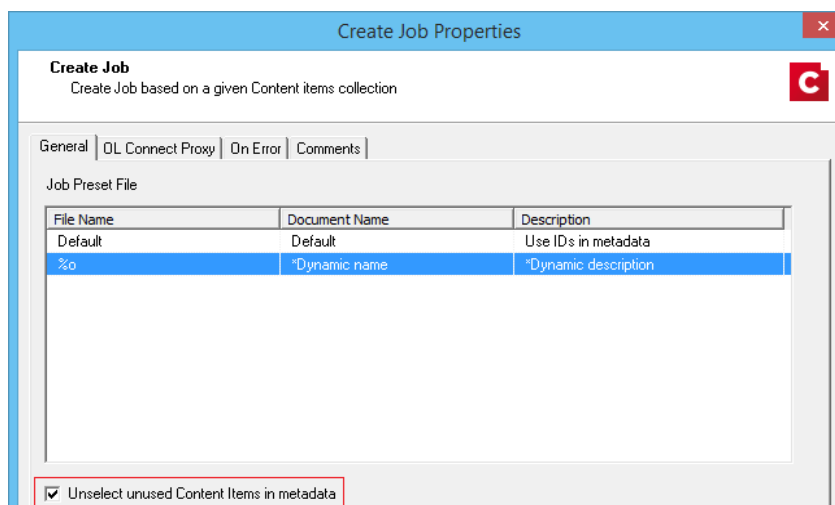 Create Job Properties
Create Job
Create Job based on a given Content items collection
C
General OL Connect Proxy On Error Comments
Job Preset File
File Name Document Name Description
Default Default Use IDs in metadata
%o *Dynamic name *Dynamic description
Unselect unused Content Items in metadata